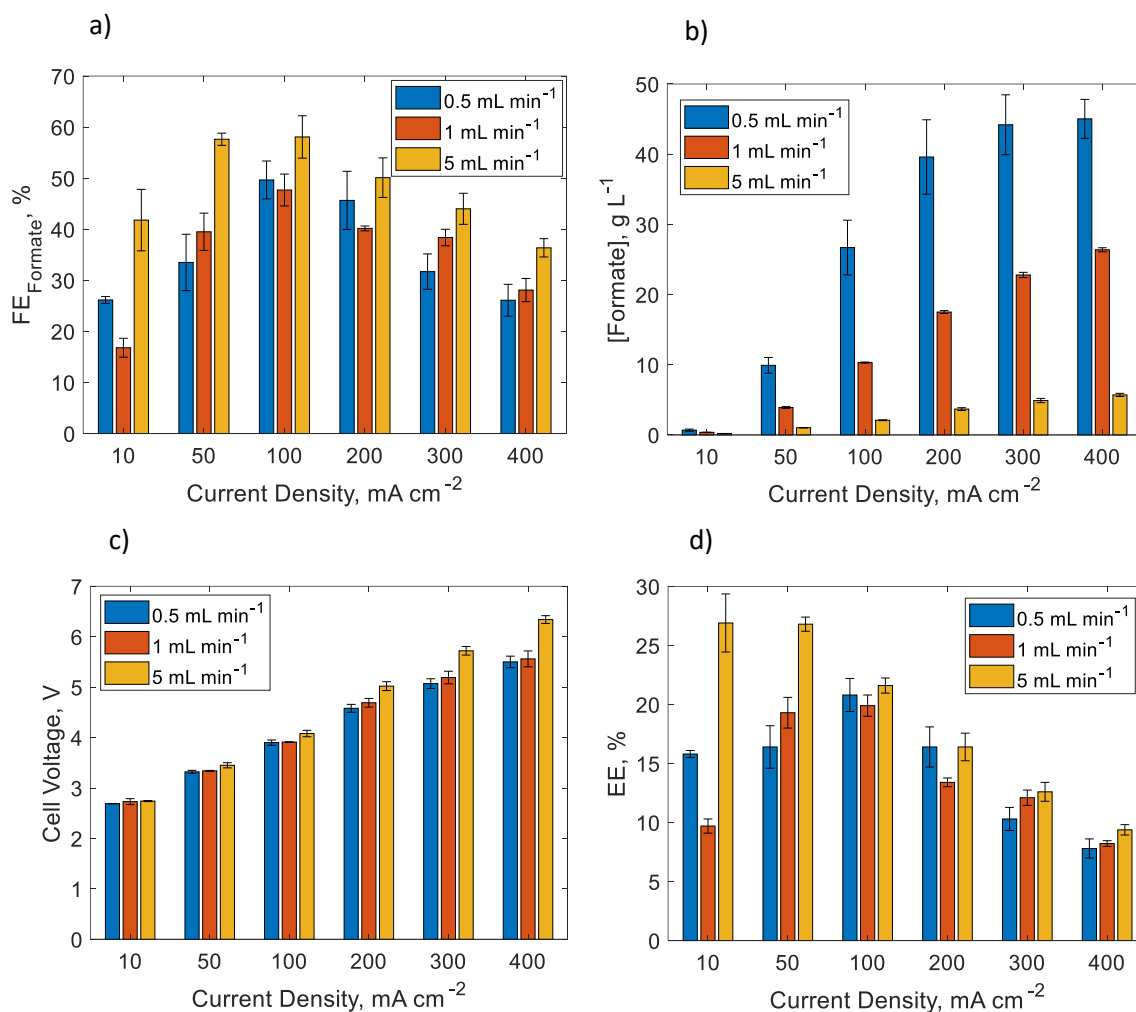 a)
70
60
50
40
30
20
10
0
FE_Formate, %
0.5 mL min⁻¹
1 mL min⁻¹
5 mL min⁻¹
10 50 100 200 300 400
Current Density, mA cm⁻²
b)
50
40
30
20
10
0
[Formate], g L⁻¹
0.5 mL min⁻¹
1 mL min⁻¹
5 mL min⁻¹
10 50 100 200 300 400
Current Density, mA cm⁻²
c)
7
6
5
4
3
2
1
0
Cell Voltage, V
0.5 mL min⁻¹
1 mL min⁻¹
5 mL min⁻¹
10 50 100 200 300 400
Current Density, mA cm⁻²
d)
30
25
20
15
10
5
0
EE, %
0.5 mL min⁻¹
1 mL min⁻¹
5 mL min⁻¹
10 50 100 200 300 400
Current Density, mA cm⁻²